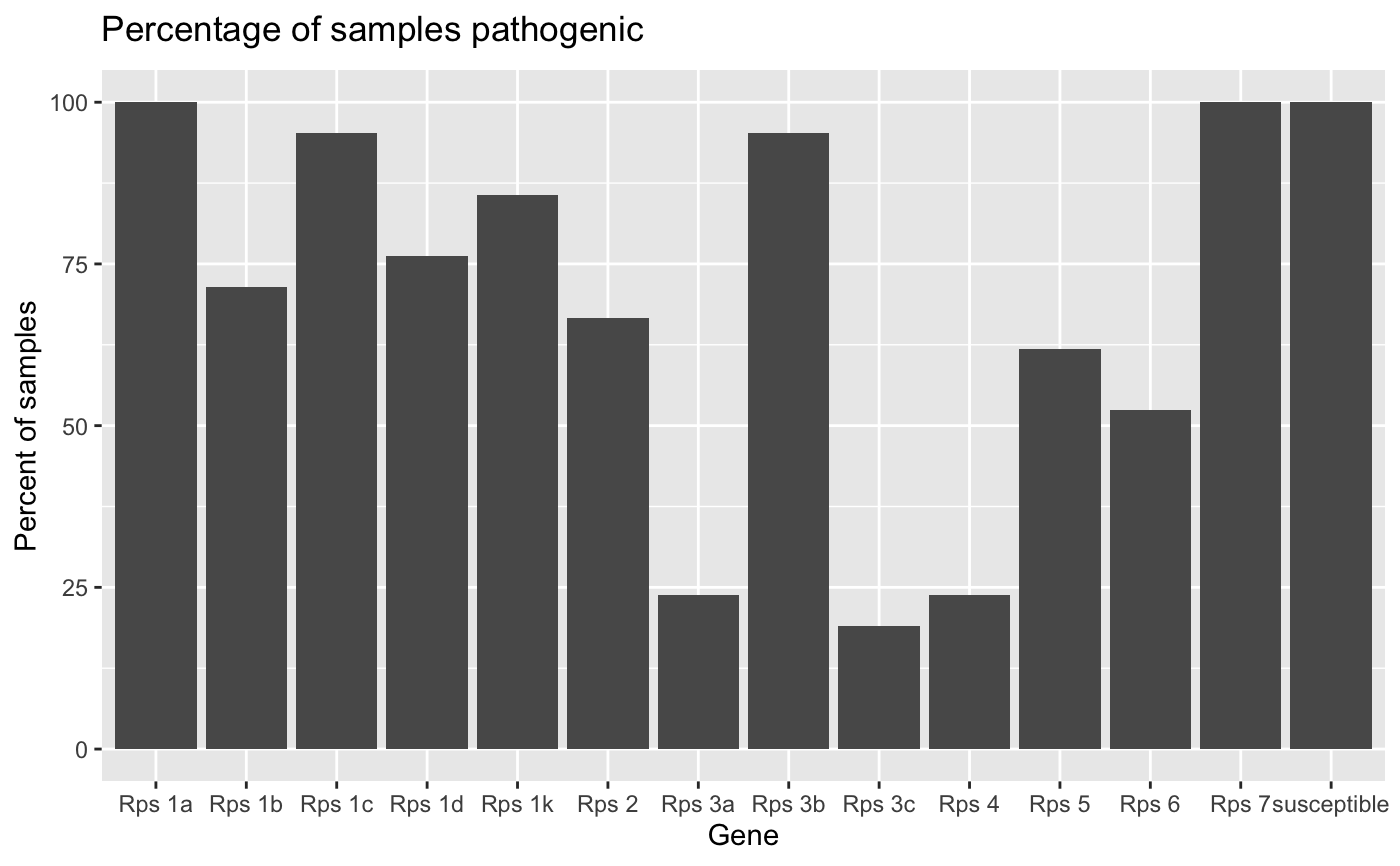 Percentage of samples pathogenic
100
75
50
25
0
Percent of samples
Rps 1a Rps 1b Rps 1c Rps 1d Rps 1k Rps 2 Rps 3a Rps 3b Rps 3c Rps 4 Rps 5 Rps 6 Rps 7 susceptible
Gene